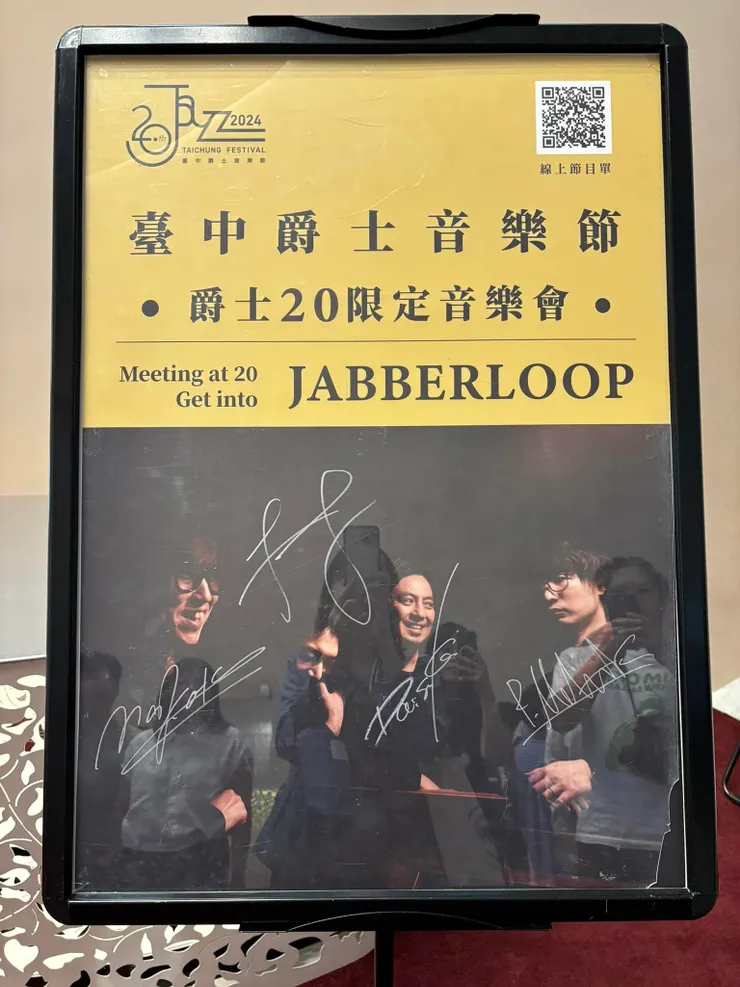 20th Jazz 2024
TAICHUNG FESTIVAL
臺中爵士音樂節
線上節目單
臺中爵士音樂節
• 爵士20限定音樂會 •
Meeting at 20
Get into
JABBERLOOP